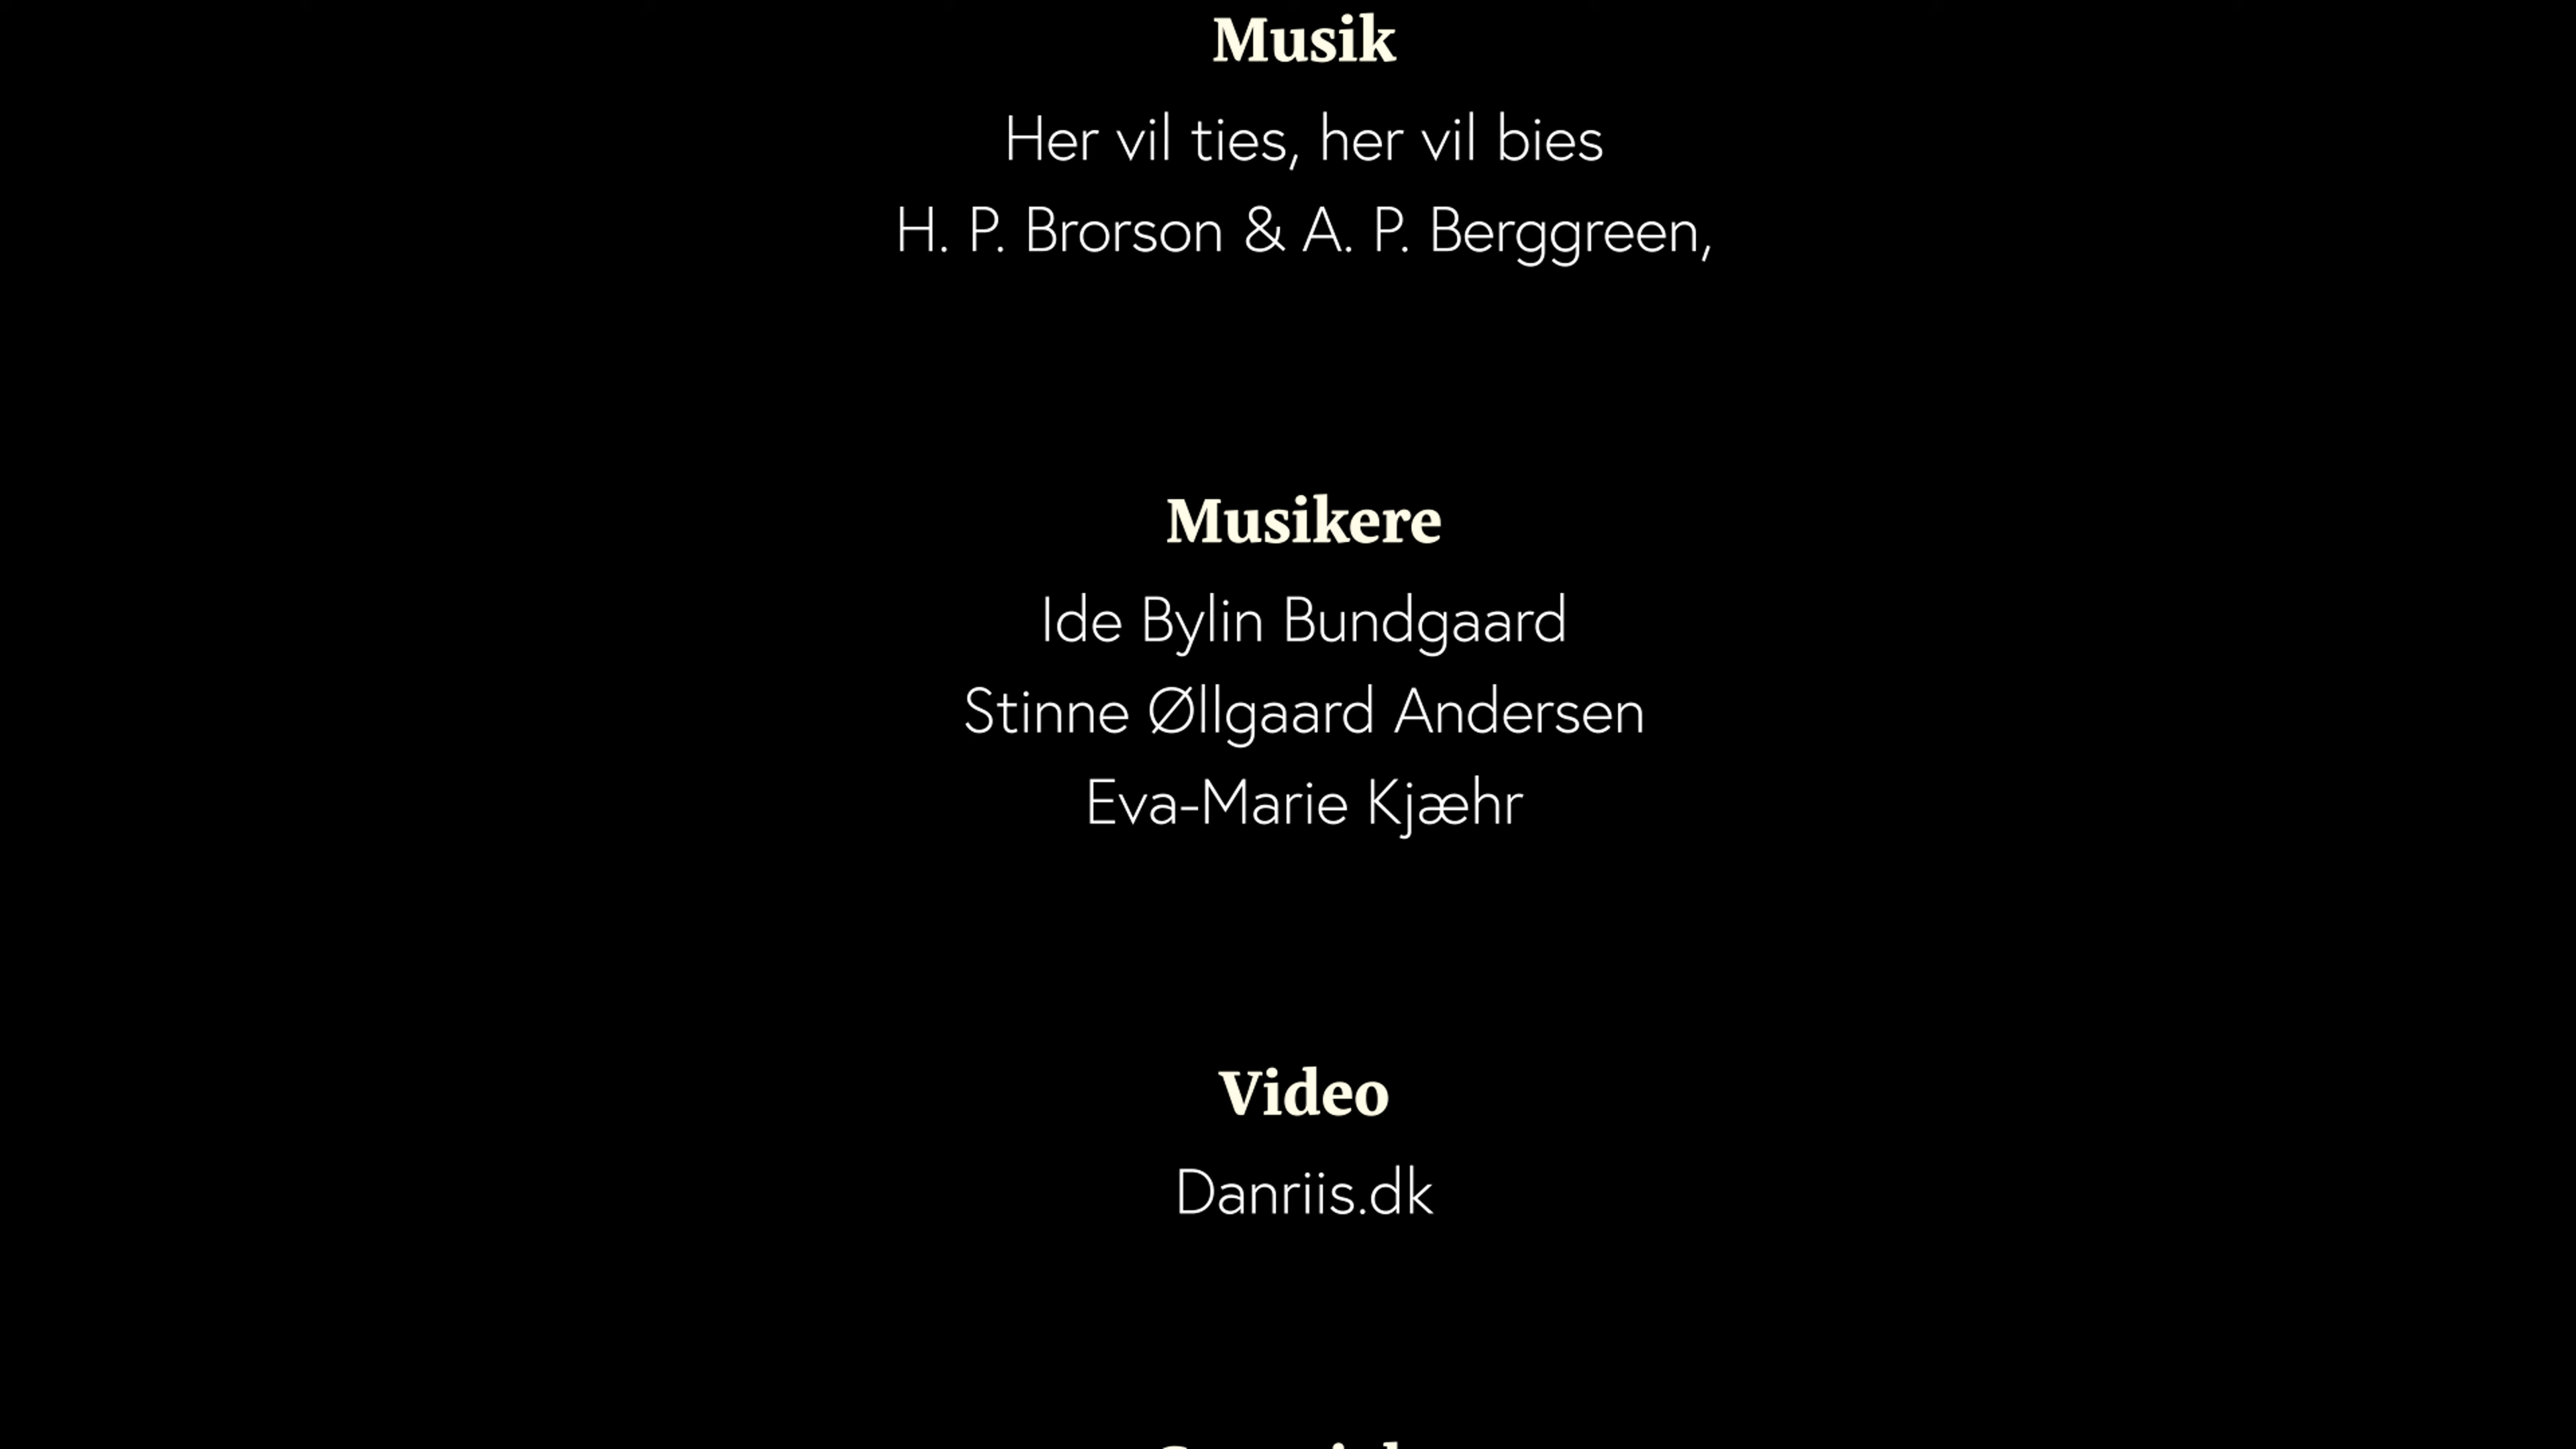 Musik
Her vil ties, her vil bies
H. P. Brorson & A. P. Berggreen,
Musikere
Ide Bylin Bundgaard
Stinne Øllgaard Andersen
Eva-Marie Kjæhr
Video
Danriis.dk